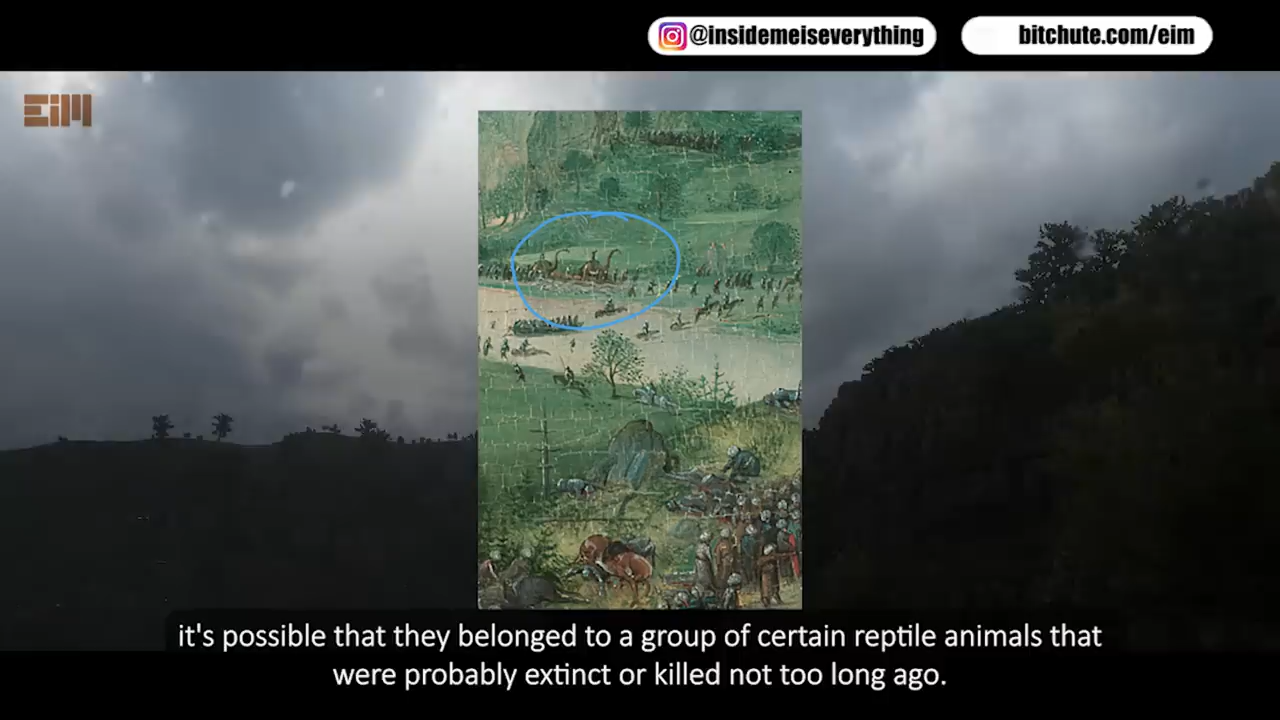 @insidemeiseverything
bitchute.com/eim
EIM
it's possible that they belonged to a group of certain reptile animals that
were probably extinct or killed not too long ago.